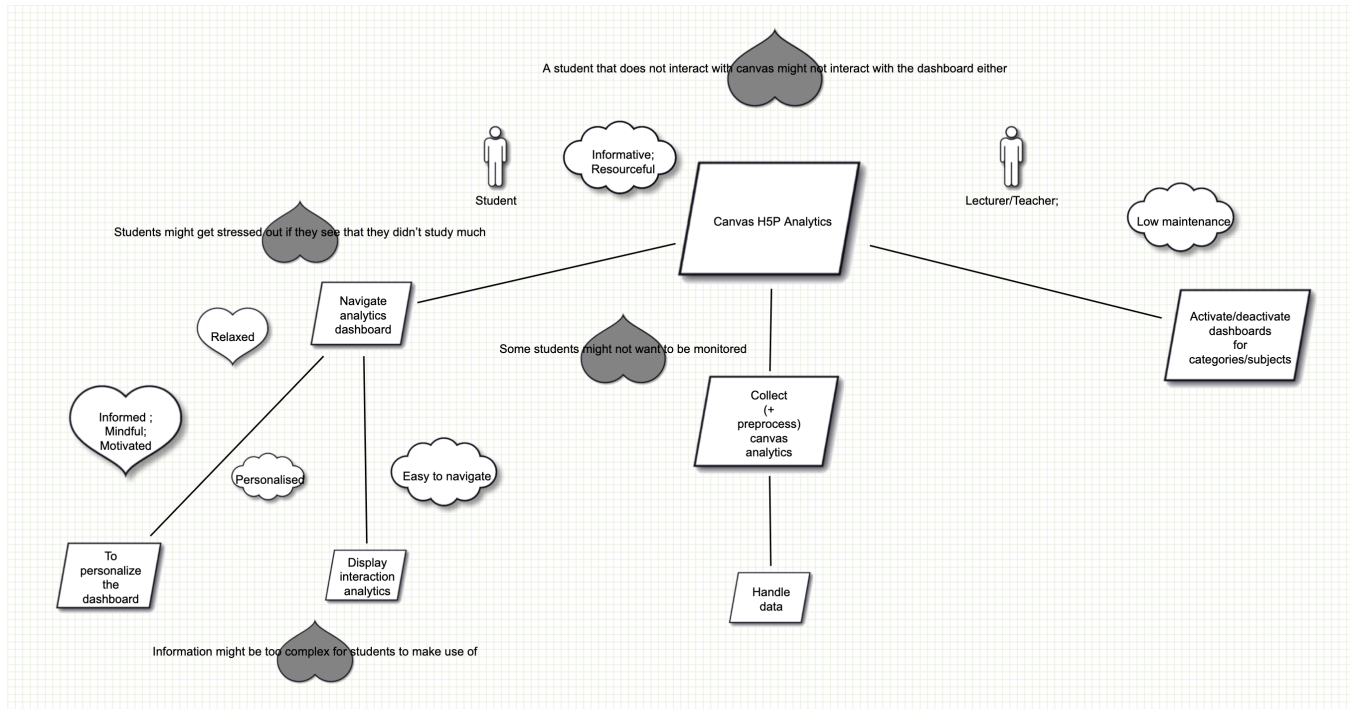 A student that does not interact with canvas might not interact with the dashboard either
Informative;
Resourceful
Student
Lecturer/Teacher;
Canvas H5P Analytics
Low maintenance
Students might get stressed out if they see that they didn't study much
Navigate
analytics
dashboard
Relaxed
Activate/deactivate
dashboards
for
categories/subjects
Some students might not want to be monitored
Collect
(+
preprocess)
canvas
analytics
Informed ;
Mindful;
Motivated
Personalised
Easy to navigate
To
personalize
the
dashboard
Display
interaction
analytics
Handle
data
Information might be too complex for students to make use of